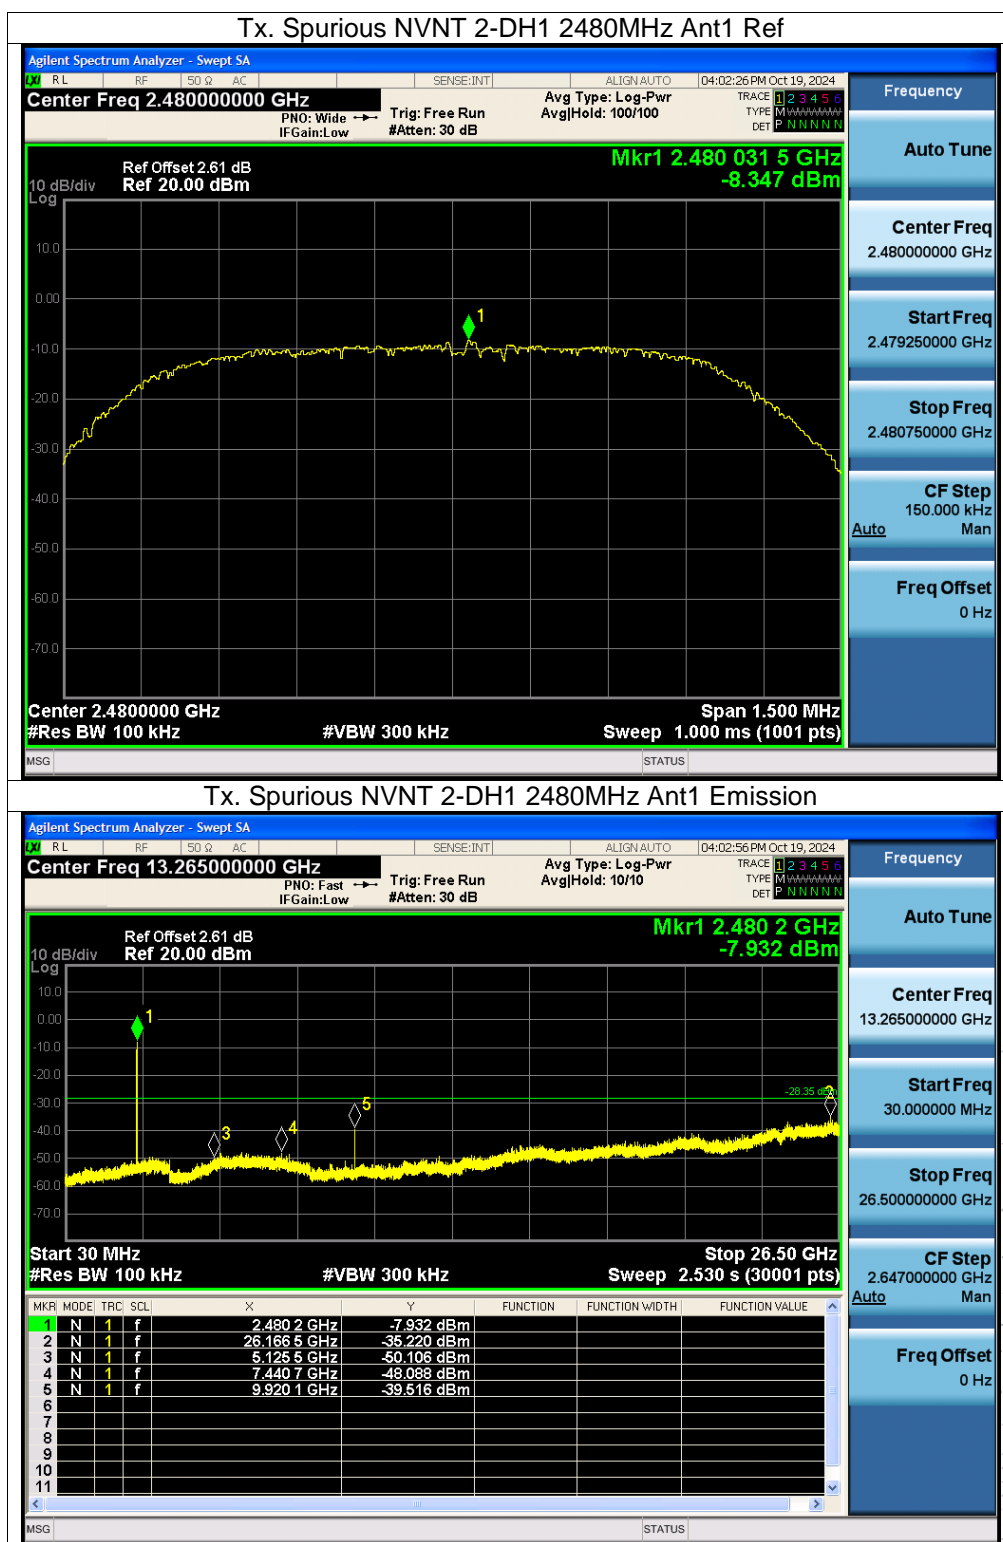 Tx. Spurious NVNT 2-DH1 2480MHz Ant1 Ref
Agilent Spectrum Analyzer - Swept SA
LXI RL RF 50 Ω AC SENSE:INT ALIGN AUTO 04:02:26 PM Oct 19, 2024
Center Freq 2.480000000 GHz
PNO: Wide
IFGain:Low
Trig: Free Run
#Atten: 30 dB
Avg Type: Log-Pwr
Avg|Hold: 100/100
TRACE 1 2 3 4 5 6
TYPE M
DET P N N N N N
Mkr1 2.480 031 5 GHz
-8.347 dBm
Ref Offset 2.61 dB
10 dB/div Ref 20.00 dBm
Log
10.0
0.00
-10.0
-20.0
-30.0
-40.0
-50.0
-60.0
-70.0
1
Center 2.4800000 GHz Span 1.500 MHz
#Res BW 100 kHz #VBW 300 kHz Sweep 1.000 ms (1001 pts)
MSG STATUS
Frequency
Auto Tune
Center Freq
2.480000000 GHz
Start Freq
2.479250000 GHz
Stop Freq
2.480750000 GHz
CF Step
150.000 kHz
Auto Man
Freq Offset
0 Hz
Tx. Spurious NVNT 2-DH1 2480MHz Ant1 Emission
Agilent Spectrum Analyzer - Swept SA
LXI RL RF 50 Ω AC SENSE:INT ALIGN AUTO 04:02:56 PM Oct 19, 2024
Center Freq 13.265000000 GHz
PNO: Fast
IFGain:Low
Trig: Free Run
#Atten: 30 dB
Avg Type: Log-Pwr
Avg|Hold: 10/10
TRACE 1 2 3 4 5 6
TYPE M
DET P N N N N N
Mkr1 2.480 2 GHz
-7.932 dBm
Ref Offset 2.61 dB
10 dB/div Ref 20.00 dBm
Log
10.0
0.00
-10.0
-20.0
-30.0
-40.0
-50.0
-60.0
-70.0
1
-28.35 dBm
2
5
3
4
Start 30 MHz Stop 26.50 GHz
#Res BW 100 kHz #VBW 300 kHz Sweep 2.530 s (30001 pts)
MKR MODE TRC SCL X Y FUNCTION FUNCTION WIDTH FUNCTION VALUE
1 N 1 f 2.480 2 GHz -7.932 dBm
2 N 1 f 26.166 5 GHz -35.220 dBm
3 N 1 f 5.125 5 GHz -50.106 dBm
4 N 1 f 7.440 7 GHz -48.088 dBm
5 N 1 f 9.920 1 GHz -39.516 dBm
6
7
8
9
10
11
MSG STATUS
Frequency
Auto Tune
Center Freq
13.265000000 GHz
Start Freq
30.000000 MHz
Stop Freq
26.500000000 GHz
CF Step
2.647000000 GHz
Auto Man
Freq Offset
0 Hz